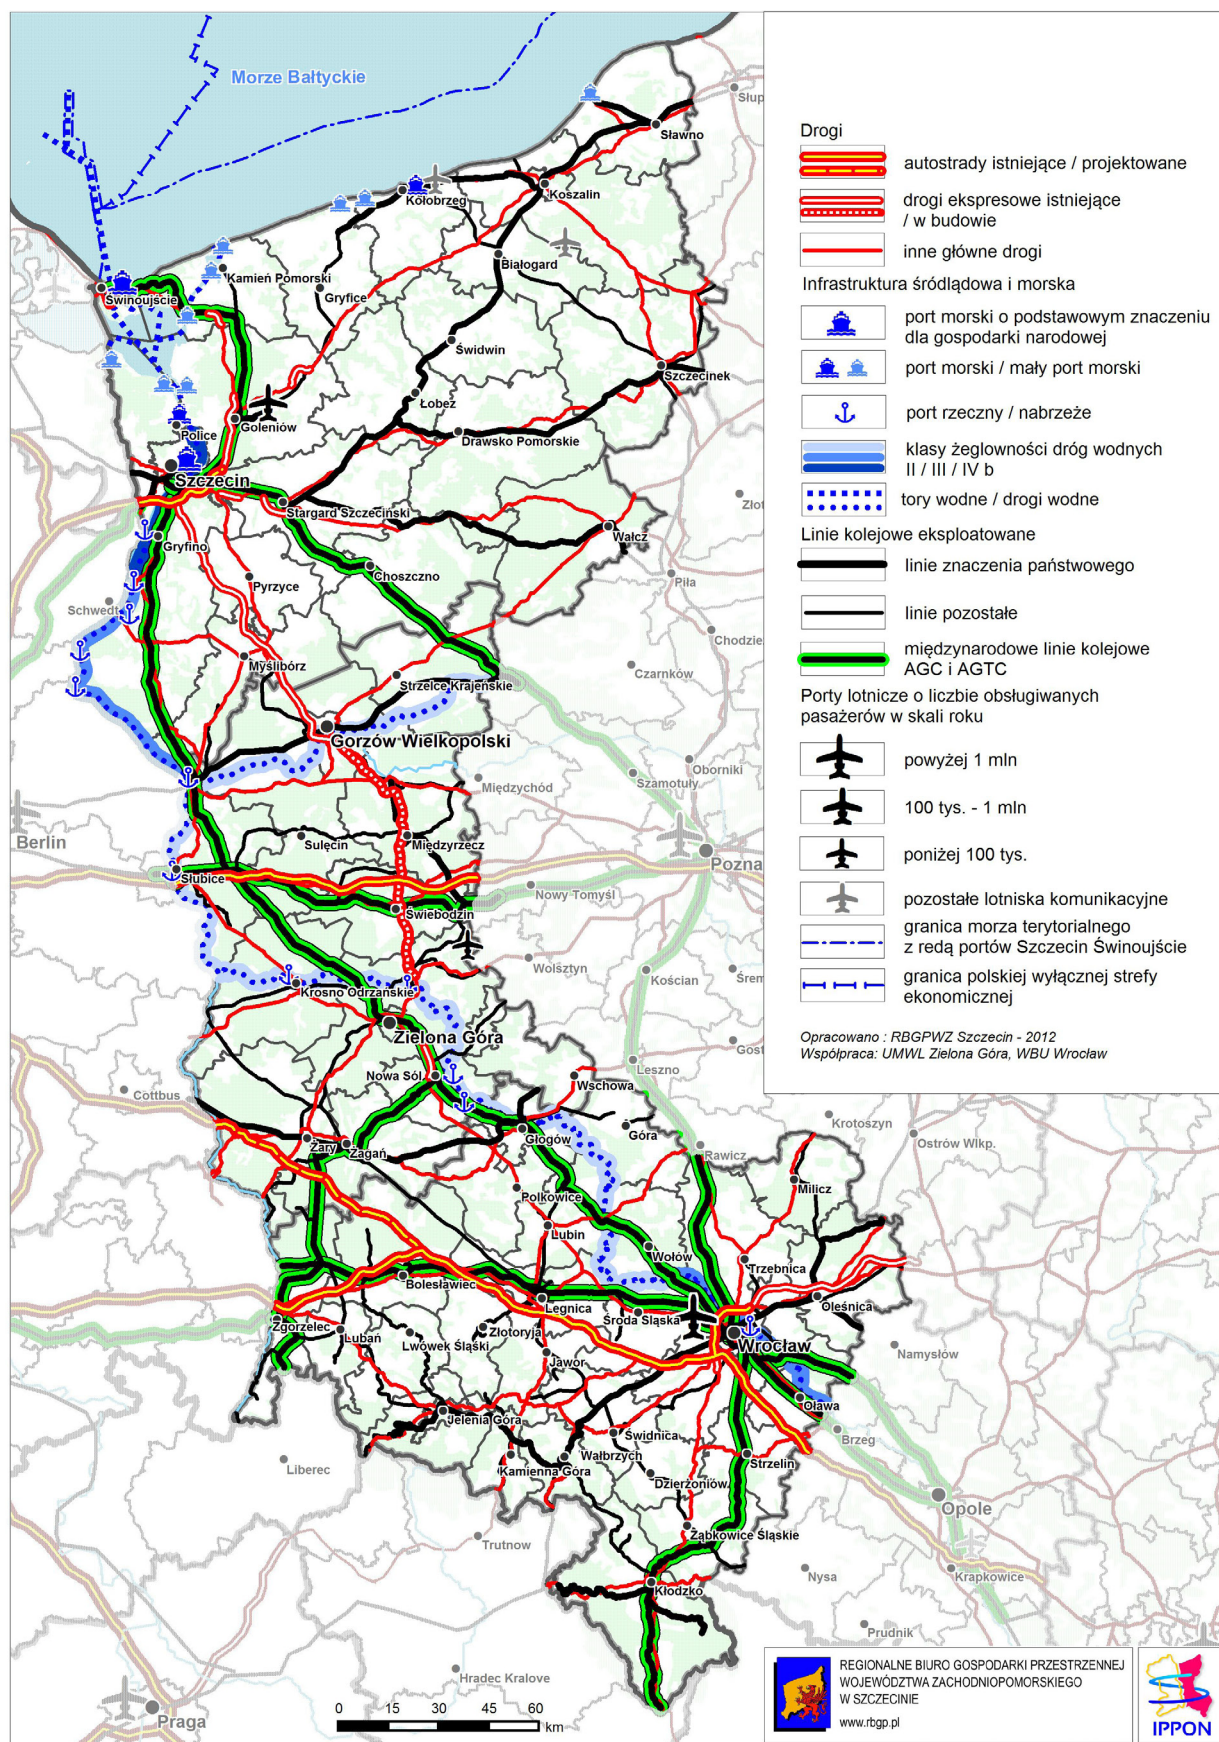 Morze Bałtyckie
Słup
Sławno
Koszalin
Kołobrzeg
Białogard
Kamień Pomorski
Gryfice
Świnoujście
Świdwin
Szczecinek
Łobez
Goleniów
Police
Drawsko Pomorskie
Szczecin
Stargard Szczeciński
Złot
Wałcz
Gryfino
Choszczno
Piła
Pyrzyce
Schwedt
Chodzie
Myślibórz
Czarnków
Strzelce Krajeńskie
Gorzów Wielkopolski
Oborniki
Międzychód
Szamotuły
Berlin
Sulęcin
Międzyrzecz
Pozna
Słubice
Nowy Tomyśl
Świebodzin
Wolsztyn
Kościan
Śrem
Krosno Odrzańskie
Zielona Góra
Gost
Leszno
Nowa Sól
Wschowa
Cottbus
Krotoszyn
Głogów
Góra
Ostrów Wlkp.
Żary
Żagań
Rawicz
Milicz
Polkowice
Lubin
Wołów
Trzebnica
Bolesławiec
Legnica
Środa Śląska
Oleśnica
Zgorzelec
Lubań
Lwówek Śląski
Złotoryja
Wrocław
Namysłów
Jawor
Oława
Jelenia Góra
Świdnica
Brzeg
Liberec
Kamienna Góra
Wałbrzych
Strzelin
Dzierżoniów
Opole
Ząbkowice Śląskie
Trutnow
Nysa
Krapkowice
Kłodzko
Prudnik
Hradec Kralove
Praga
0 15 30 45 60
km
Drogi
autostrady istniejące / projektowane
drogi ekspresowe istniejące
/ w budowie
inne główne drogi
Infrastruktura śródlądowa i morska
port morski o podstawowym znaczeniu
dla gospodarki narodowej
port morski / mały port morski
port rzeczny / nabrzeże
klasy żeglowności dróg wodnych
II / III / IV b
tory wodne / drogi wodne
Linie kolejowe eksploatowane
linie znaczenia państwowego
linie pozostałe
międzynarodowe linie kolejowe
AGC i AGTC
Porty lotnicze o liczbie obsługiwanych
pasażerów w skali roku
powyżej 1 mln
100 tys. - 1 mln
poniżej 100 tys.
pozostałe lotniska komunikacyjne
granica morza terytorialnego
z redą portów Szczecin Świnoujście
granica polskiej wyłącznej strefy
ekonomicznej
Opracowano : RBGPWZ Szczecin - 2012
Współpraca: UMWL Zielona Góra, WBU Wrocław
REGIONALNE BIURO GOSPODARKI PRZESTRZENNEJ
WOJEWÓDZTWA ZACHODNIOPOMORSKIEGO
W SZCZECINIE
www.rbgp.pl
IPPON